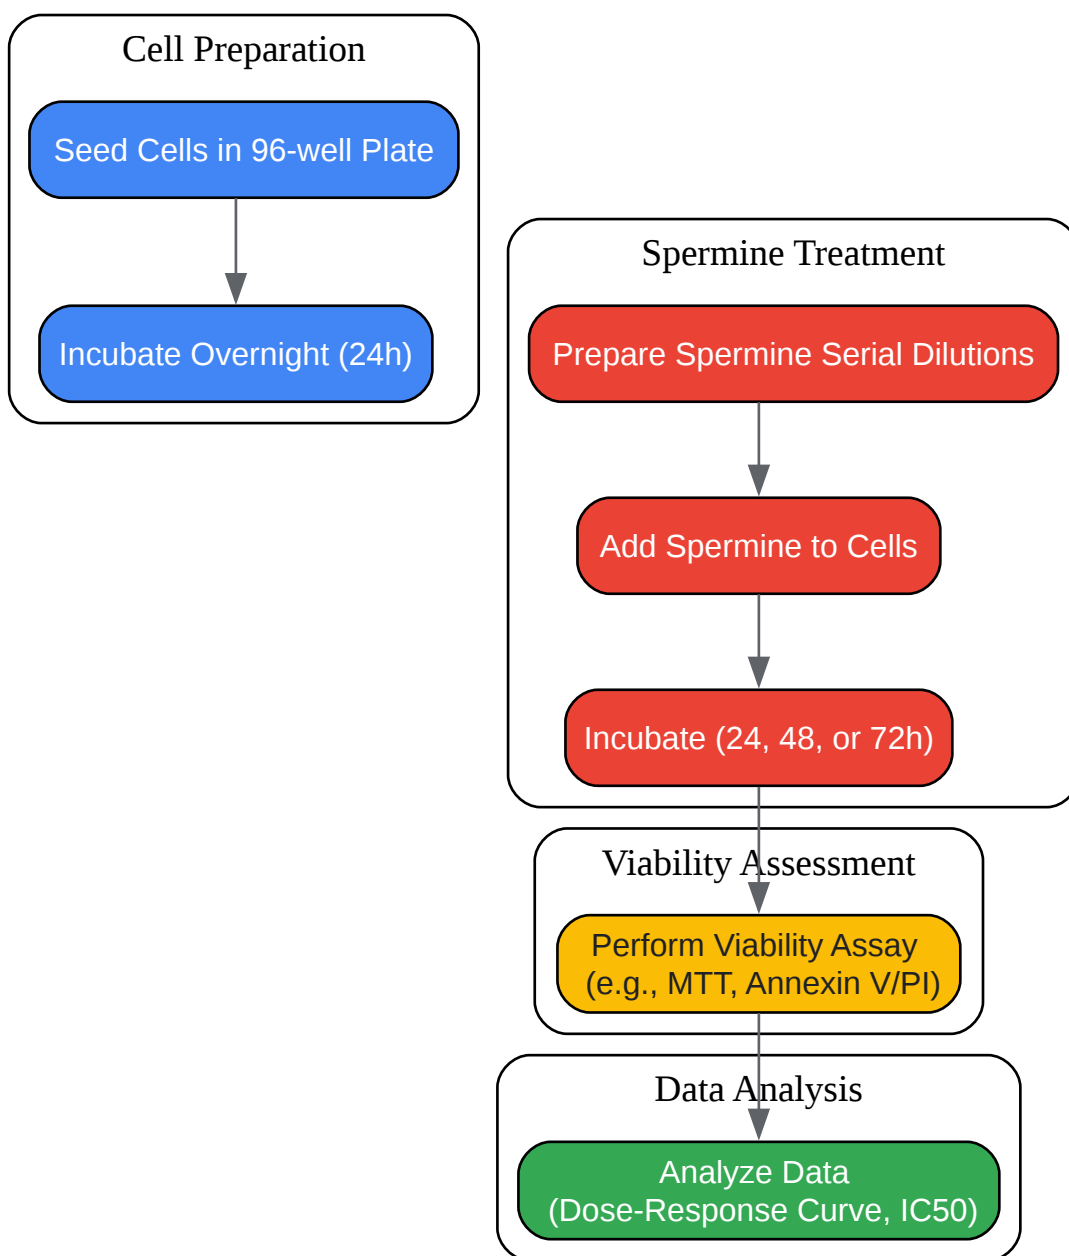 Cell Preparation
Seed Cells in 96-well Plate
Incubate Overnight (24h)
Spermine Treatment
Prepare Spermine Serial Dilutions
Add Spermine to Cells
Incubate (24, 48, or 72h)
Viability Assessment
Perform Viability Assay
(e.g., MTT, Annexin V/PI)
Data Analysis
Analyze Data
(Dose-Response Curve, IC50)